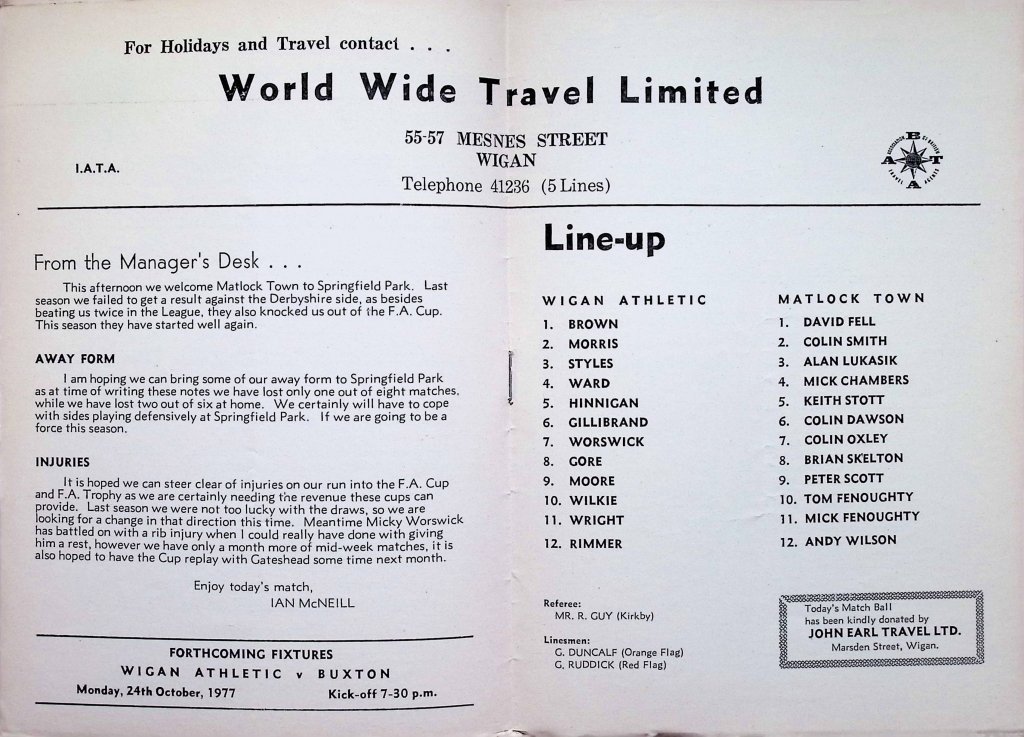 For Holidays and Travel contact . . .
World Wide Travel Limited
55-57 MESNES STREET
WIGAN
I.A.T.A.
Telephone 41236 (5 Lines)
ABTA
ASSOCIATION OF BRITISH TRAVEL AGENTS
From the Manager's Desk . . .
This afternoon we welcome Matlock Town to Springfield Park. Last
season we failed to get a result against the Derbyshire side, as besides
beating us twice in the League, they also knocked us out of the F.A. Cup.
This season they have started well again.
AWAY FORM
I am hoping we can bring some of our away form to Springfield Park
as at time of writing these notes we have lost only one out of eight matches,
while we have lost two out of six at home. We certainly will have to cope
with sides playing defensively at Springfield Park. If we are going to be a
force this season.
INJURIES
It is hoped we can steer clear of injuries on our run into the F.A. Cup
and F.A. Trophy as we are certainly needing the revenue these cups can
provide. Last season we were not too lucky with the draws, so we are
looking for a change in that direction this time. Meantime Micky Worswick
has battled on with a rib injury when I could really have done with giving
him a rest, however we have only a month more of mid-week matches, it is
also hoped to have the Cup replay with Gateshead some time next month.
Enjoy today's match,
IAN McNEILL
FORTHCOMING FIXTURES
WIGAN ATHLETIC v BUXTON
Monday, 24th October, 1977 Kick-off 7-30 p.m.
Line-up
WIGAN ATHLETIC
1. BROWN
2. MORRIS
3. STYLES
4. WARD
5. HINNIGAN
6. GILLIBRAND
7. WORSWICK
8. GORE
9. MOORE
10. WILKIE
11. WRIGHT
12. RIMMER
MATLOCK TOWN
1. DAVID FELL
2. COLIN SMITH
3. ALAN LUKASIK
4. MICK CHAMBERS
5. KEITH STOTT
6. COLIN DAWSON
7. COLIN OXLEY
8. BRIAN SKELTON
9. PETER SCOTT
10. TOM FENOUGHTY
11. MICK FENOUGHTY
12. ANDY WILSON
Referee:
MR. R. GUY (Kirkby)
Linesmen:
G. DUNCALF (Orange Flag)
G. RUDDICK (Red Flag)
Today's Match Ball
has been kindly donated by
JOHN EARL TRAVEL LTD.
Marsden Street, Wigan.